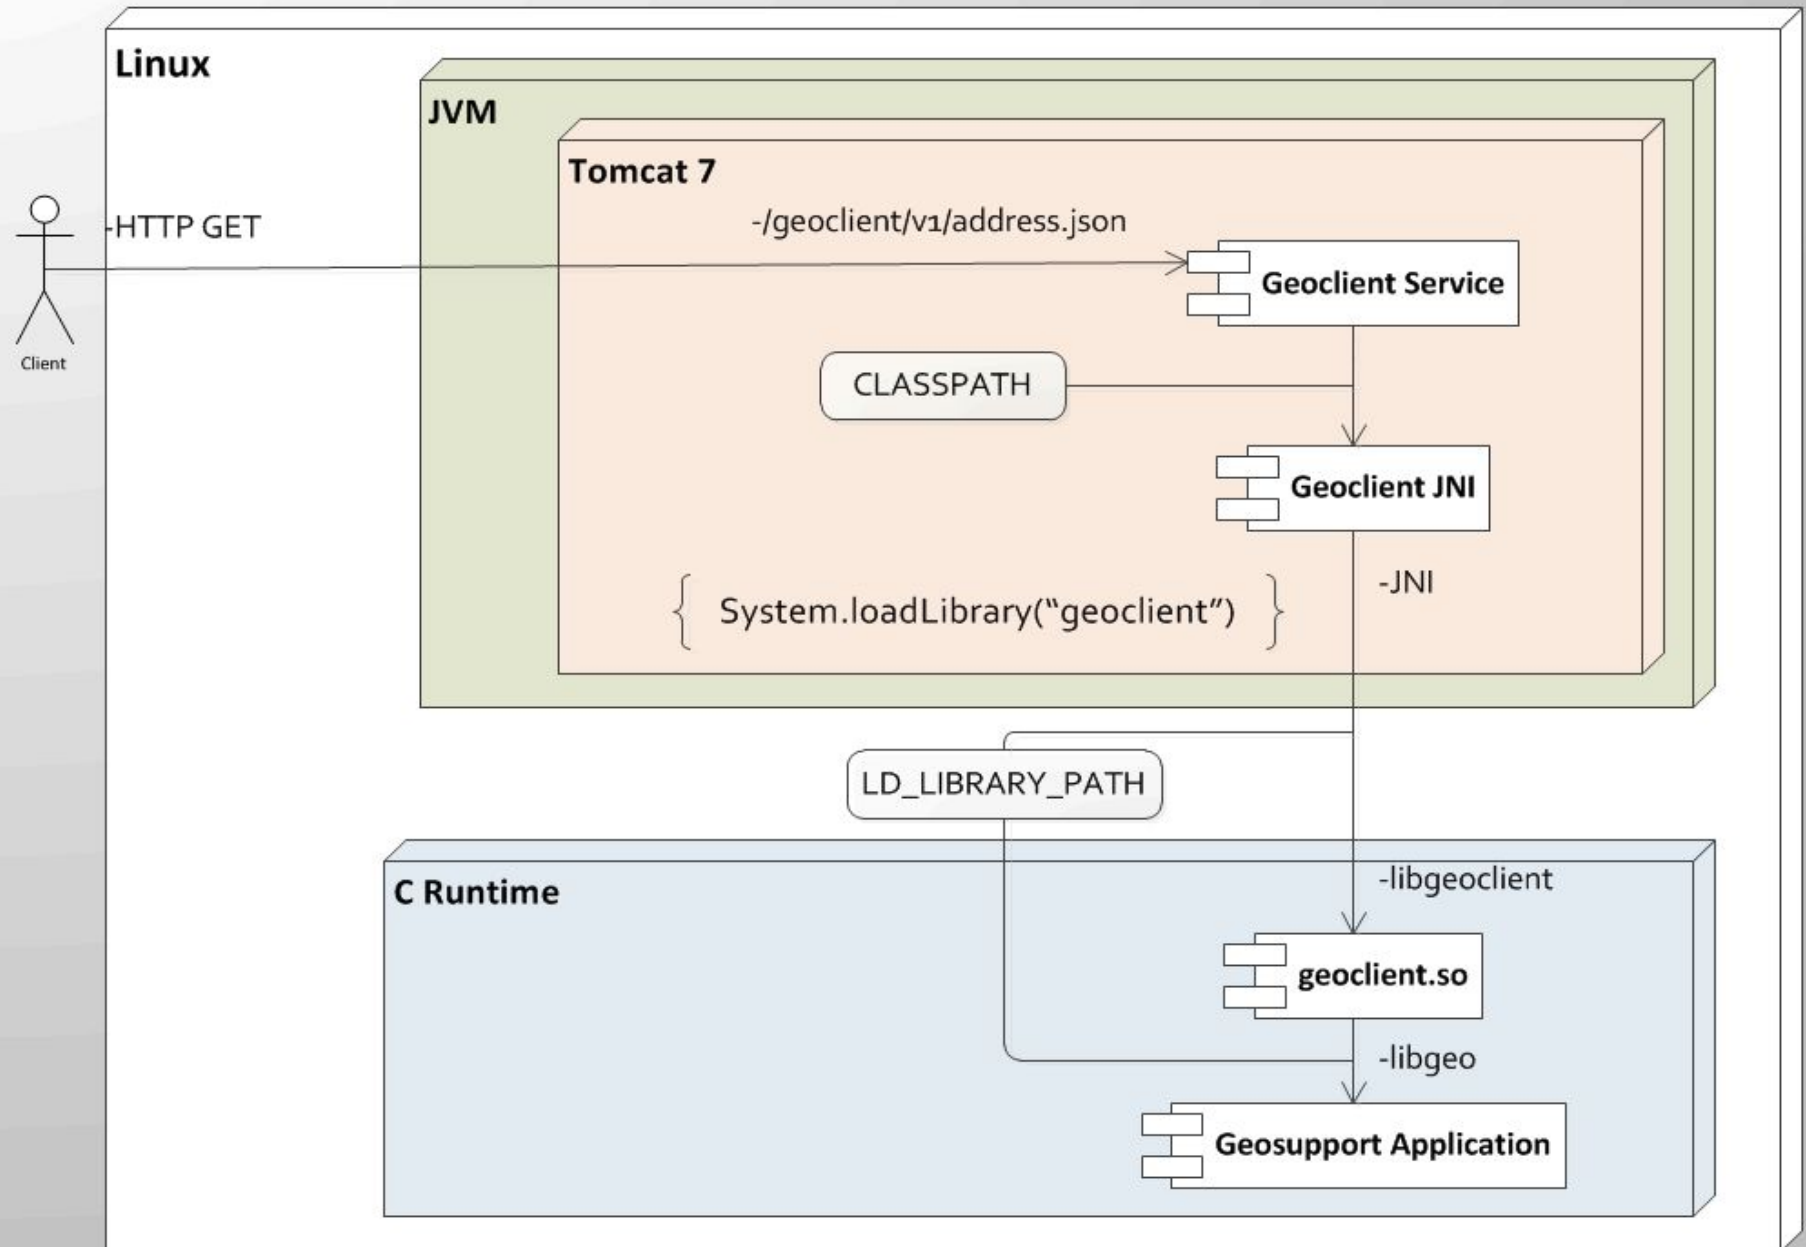 Linux
JVM
Tomcat 7
-HTTP GET
-/geoclient/v1/address.json
Geoclient Service
Client
CLASSPATH
Geoclient JNI
-JNI
{ System.loadLibrary(“geoclient”) }
LD_LIBRARY_PATH
C Runtime
-libgeoclient
geoclient.so
-libgeo
Geosupport Application